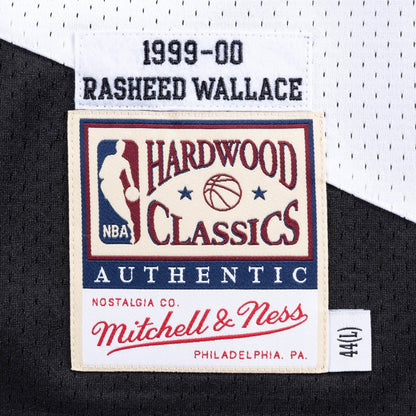 1999-00
RASHEED WALLACE
NBA
HARDWOOD
CLASSICS
AUTHENTIC
NOSTALGIA CO.
Mitchell & Ness
PHILADELPHIA, PA.
44(L)